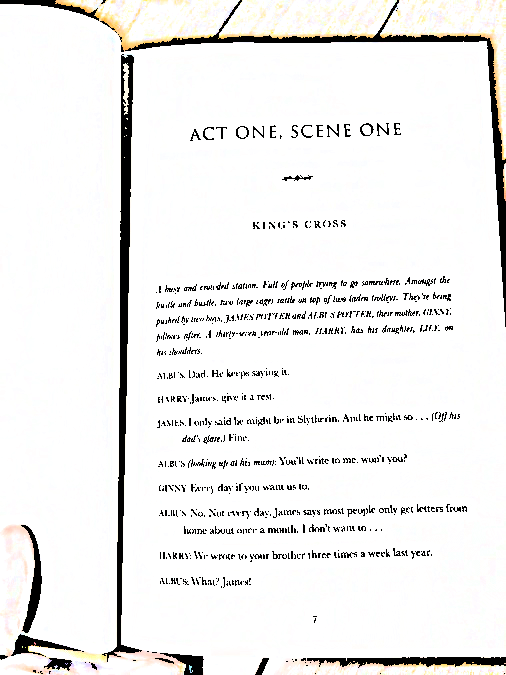 ACT ONE, SCENE ONE
KING'S CROSS
A busy and crowded station. Full of people trying to go somewhere. Amongst the
hustle and bustle, two large cages rattle on top of two laden trolleys. They're being
pushed by two boys, JAMES POTTER and ALBUS POTTER, their mother, GINNY,
follows after. A thirty-seven-year-old man, HARRY, has his daughter, LILY, on
his shoulders.
ALBUS: Dad. He keeps saying it.
HARRY: James, give it a rest.
JAMES: I only said he might be in Slytherin. And he might so . . . (Off his
dad's glare.) Fine.
ALBUS (looking up at his mum): You'll write to me, won't you?
GINNY: Every day if you want us to.
ALBUS: No. Not every day. James says most people only get letters from
home about once a month. I don't want to . . .
HARRY: We wrote to your brother three times a week last year.
ALBUS: What? James!
7